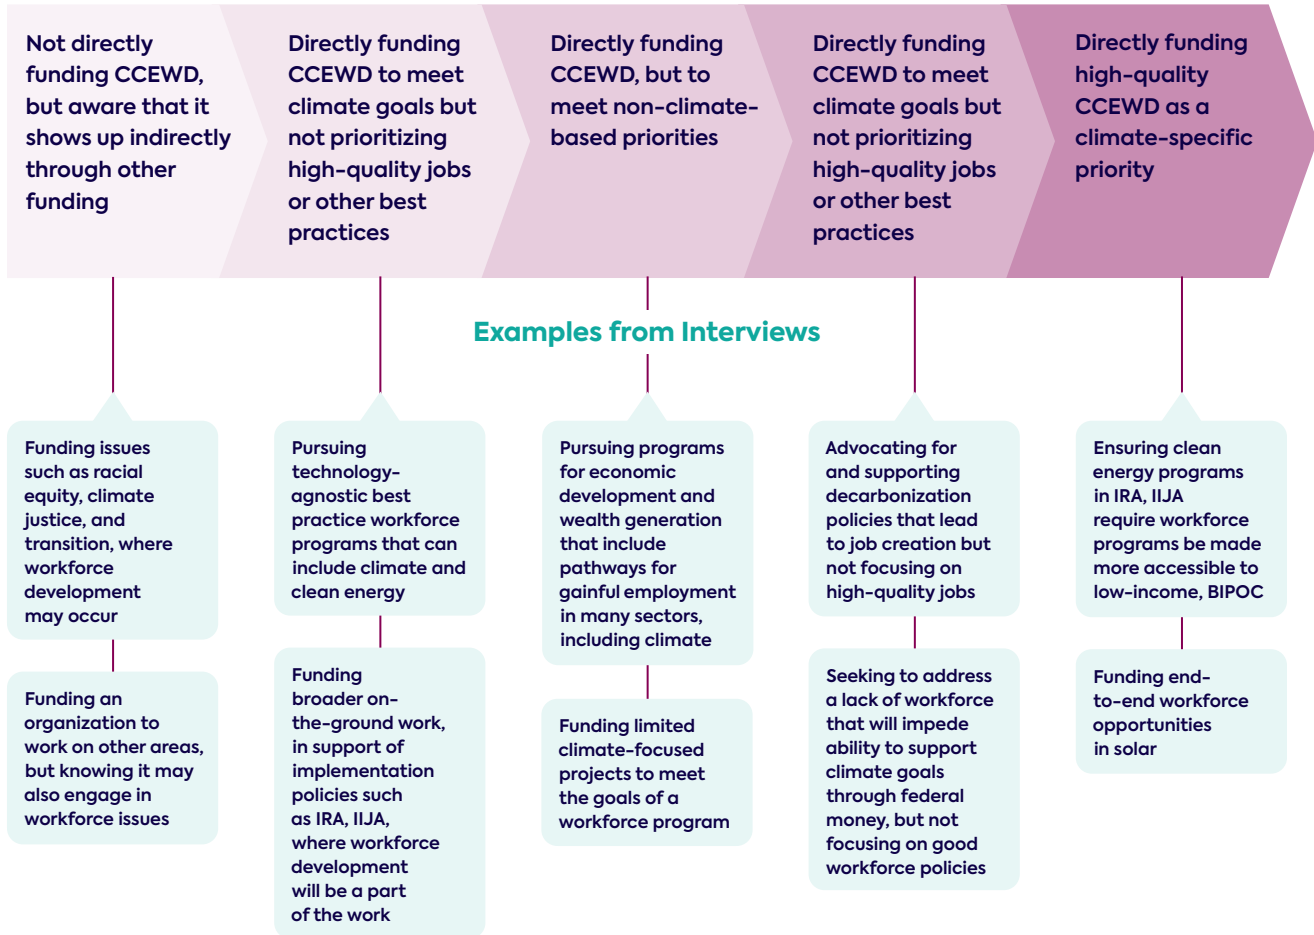 Not directly
funding CCEWD,
but aware that it
shows up indirectly
through other
funding
Directly funding
CCEWD to meet
climate goals but
not prioritizing
high-quality jobs
or other best
practices
Directly funding
CCEWD, but to
meet non-climate-
based priorities
Directly funding
CCEWD to meet
climate goals but
not prioritizing
high-quality jobs
or other best
practices
Directly funding
high-quality
CCEWD as a
climate-specific
priority
Examples from Interviews
Funding issues
such as racial
equity, climate
justice, and
transition, where
workforce
development
may occur
Funding an
organization to
work on other areas,
but knowing it may
also engage in
workforce issues
Pursuing
technology-
agnostic best
practice workforce
programs that can
include climate and
clean energy
Funding
broader on-
the-ground work,
in support of
implementation
policies such
as IRA, IIJA,
where workforce
development
will be a part
of the work
Pursuing programs
for economic
development and
wealth generation
that include
pathways for
gainful employment
in many sectors,
including climate
Funding limited
climate-focused
projects to meet
the goals of a
workforce program
Advocating for
and supporting
decarbonization
policies that lead
to job creation but
not focusing on
high-quality jobs
Seeking to address
a lack of workforce
that will impede
ability to support
climate goals
through federal
money, but not
focusing on good
workforce policies
Ensuring clean
energy programs
in IRA, IIJA
require workforce
programs be made
more accessible to
low-income, BIPOC
Funding end-
to-end workforce
opportunities
in solar